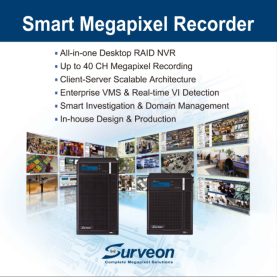 Smart Megapixel Recorder
All-in-one Desktop RAID NVR
Up to 40 CH Megapixel Recording
Client-Server Scalable Architecture
Enterprise VMS & Real-time VI Detection
Smart Investigation & Domain Management
In-house Design & Production
Surveon
Complete Megapixel Solutions